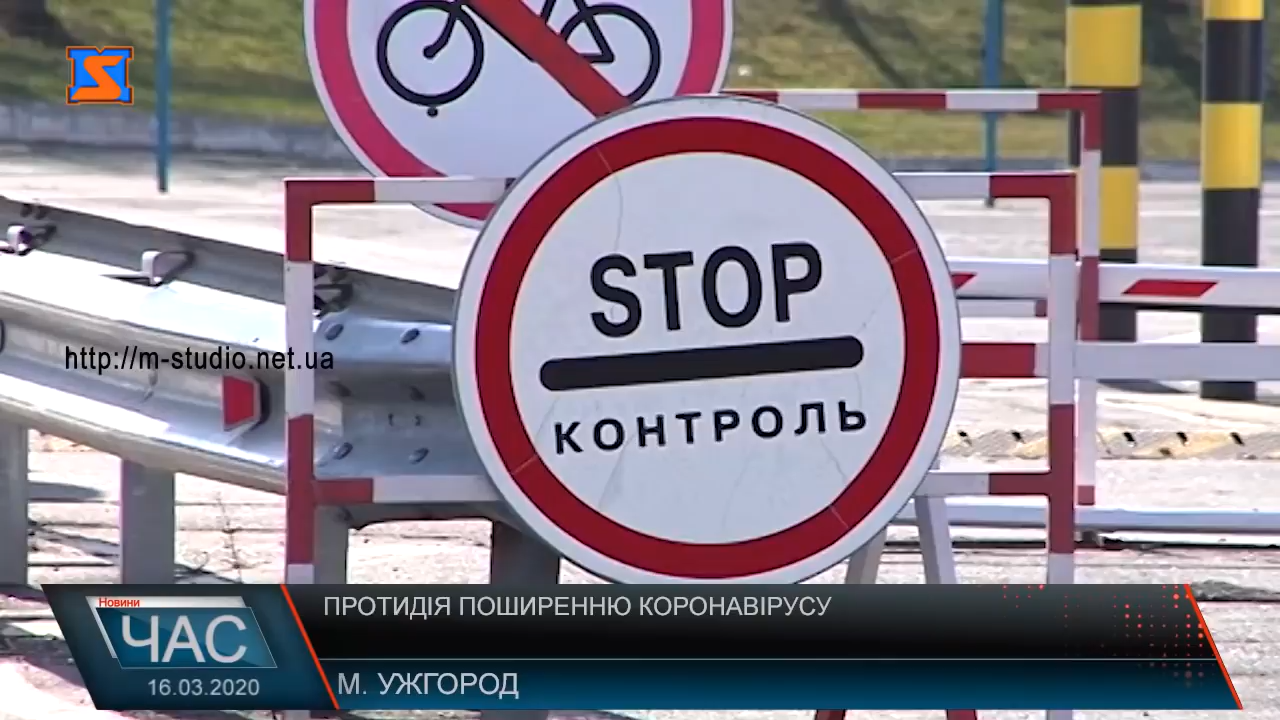 STOP
КОНТРОЛЬ
http://m-studio.net.ua
Новини
ЧАС
16.03.2020
ПРОТИДІЯ ПОШИРЕННЮ КОРОНАВІРУСУ
М. УЖГОРОД